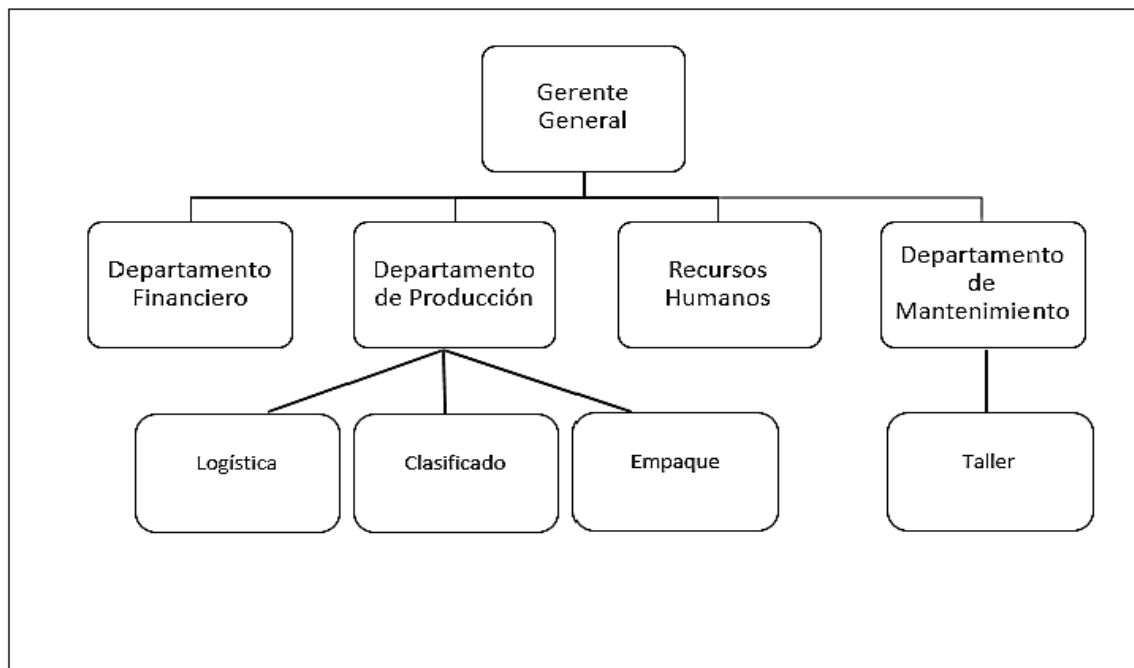 Gerente
General
Departamento
Financiero
Departamento
de Producción
Recursos
Humanos
Departamento
de
Mantenimiento
Logística
Clasificado
Empaque
Taller